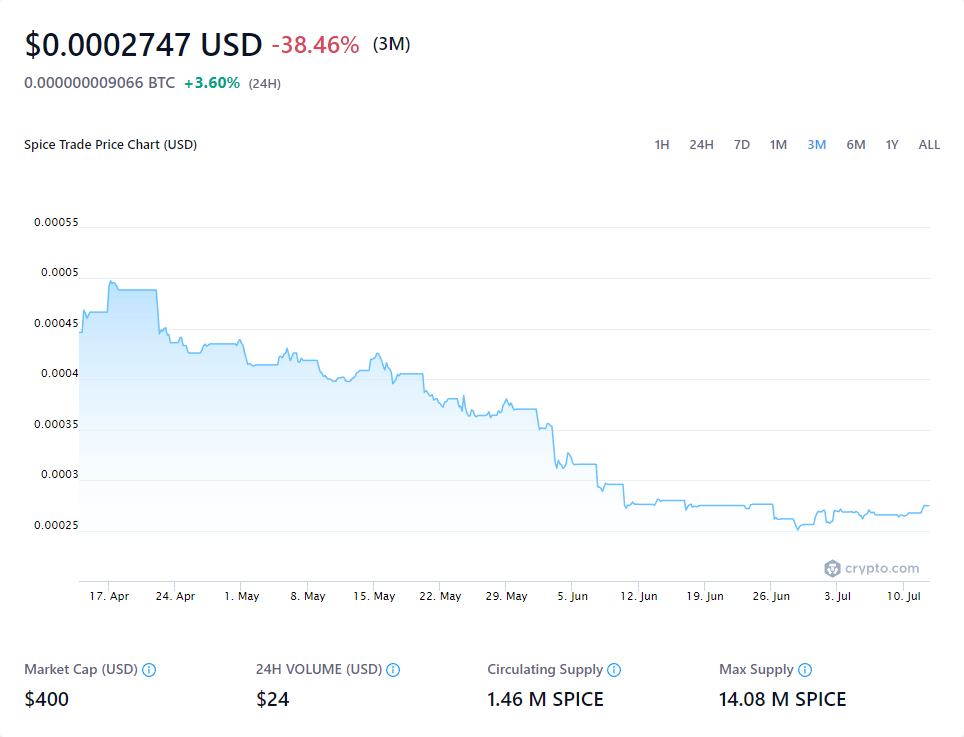 $0.0002747 USD -38.46% (3M)
0.000000009066 BTC +3.60% (24H)
Spice Trade Price Chart (USD)
1H 24H 7D 1M 3M 6M 1Y ALL
0.00055
0.0005
0.00045
0.0004
0.00035
0.0003
0.00025
crypto.com
17. Apr 24. Apr 1. May 8. May 15. May 22. May 29. May 5. Jun 12. Jun 19. Jun 26. Jun 3. Jul 10. Jul
Market Cap (USD) 24H VOLUME (USD) Circulating Supply Max Supply
$400 $24 1.46 M SPICE 14.08 M SPICE